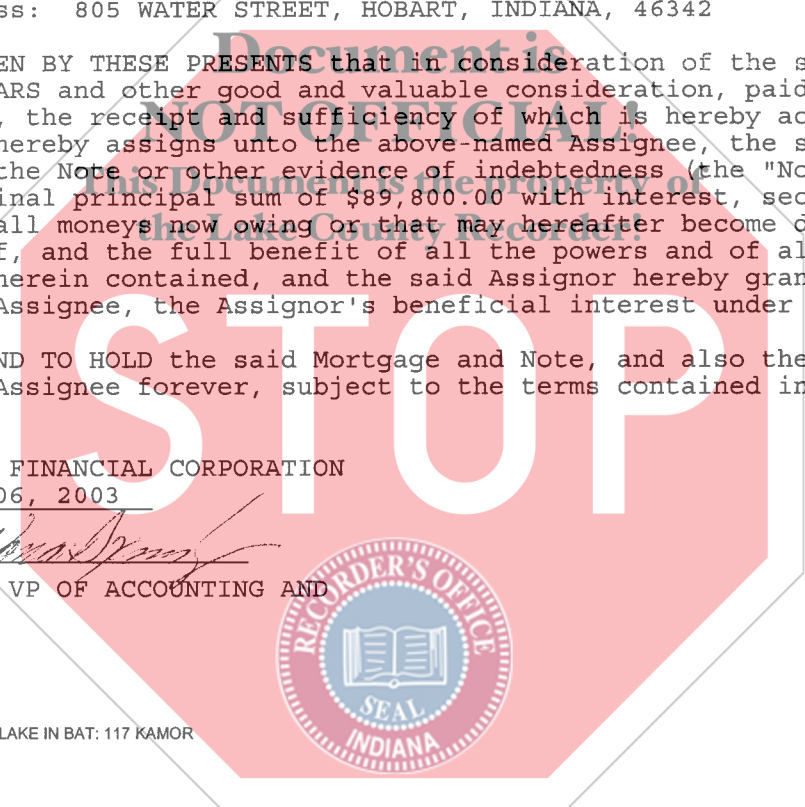 ss: 805 WATER STREET, HOBART, INDIANA, 46342
Document is
EN BY THESE PRESENTS that in consideration of the s
ARS and other good and valuable consideration, paid
NOT OFFICIAL!
, the receipt and sufficiency of which is hereby ac
hereby assigns unto the above-named Assignee, the s
the Note or other evidence of indebtedness (the "No
This Document is the property of
inal principal sum of $89,800.00 with interest, sec
all moneys now owing or that may hereafter become d
the Lake County Recorder!
f, and the full benefit of all the powers and of al
herein contained, and the said Assignor hereby gran
Assignee, the Assignor's beneficial interest under
STOP
ND TO HOLD the said Mortgage and Note, and also the
Assignee forever, subject to the terms contained in
FINANCIAL CORPORATION
06, 2003
VP OF ACCOUNTING AND
RECORDER'S OFFICE
SEAL
INDIANA
LAKE IN BAT: 117 KAMOR